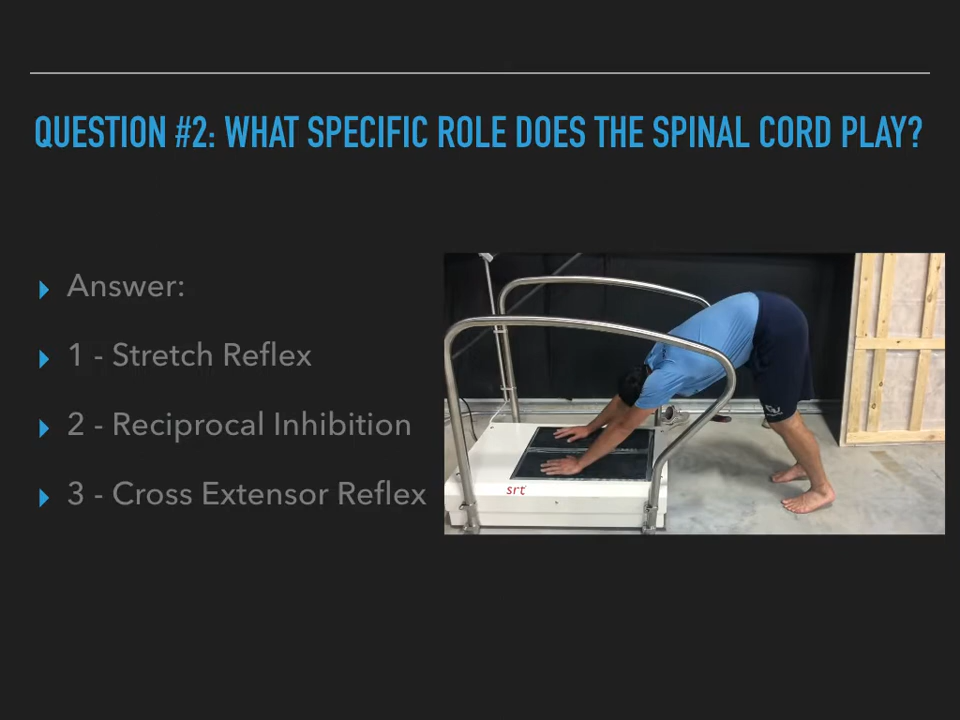 QUESTION #2: WHAT SPECIFIC ROLE DOES THE SPINAL CORD PLAY?
Answer:
1 - Stretch Reflex
2 - Reciprocal Inhibition
3 - Cross Extensor Reflex
srt